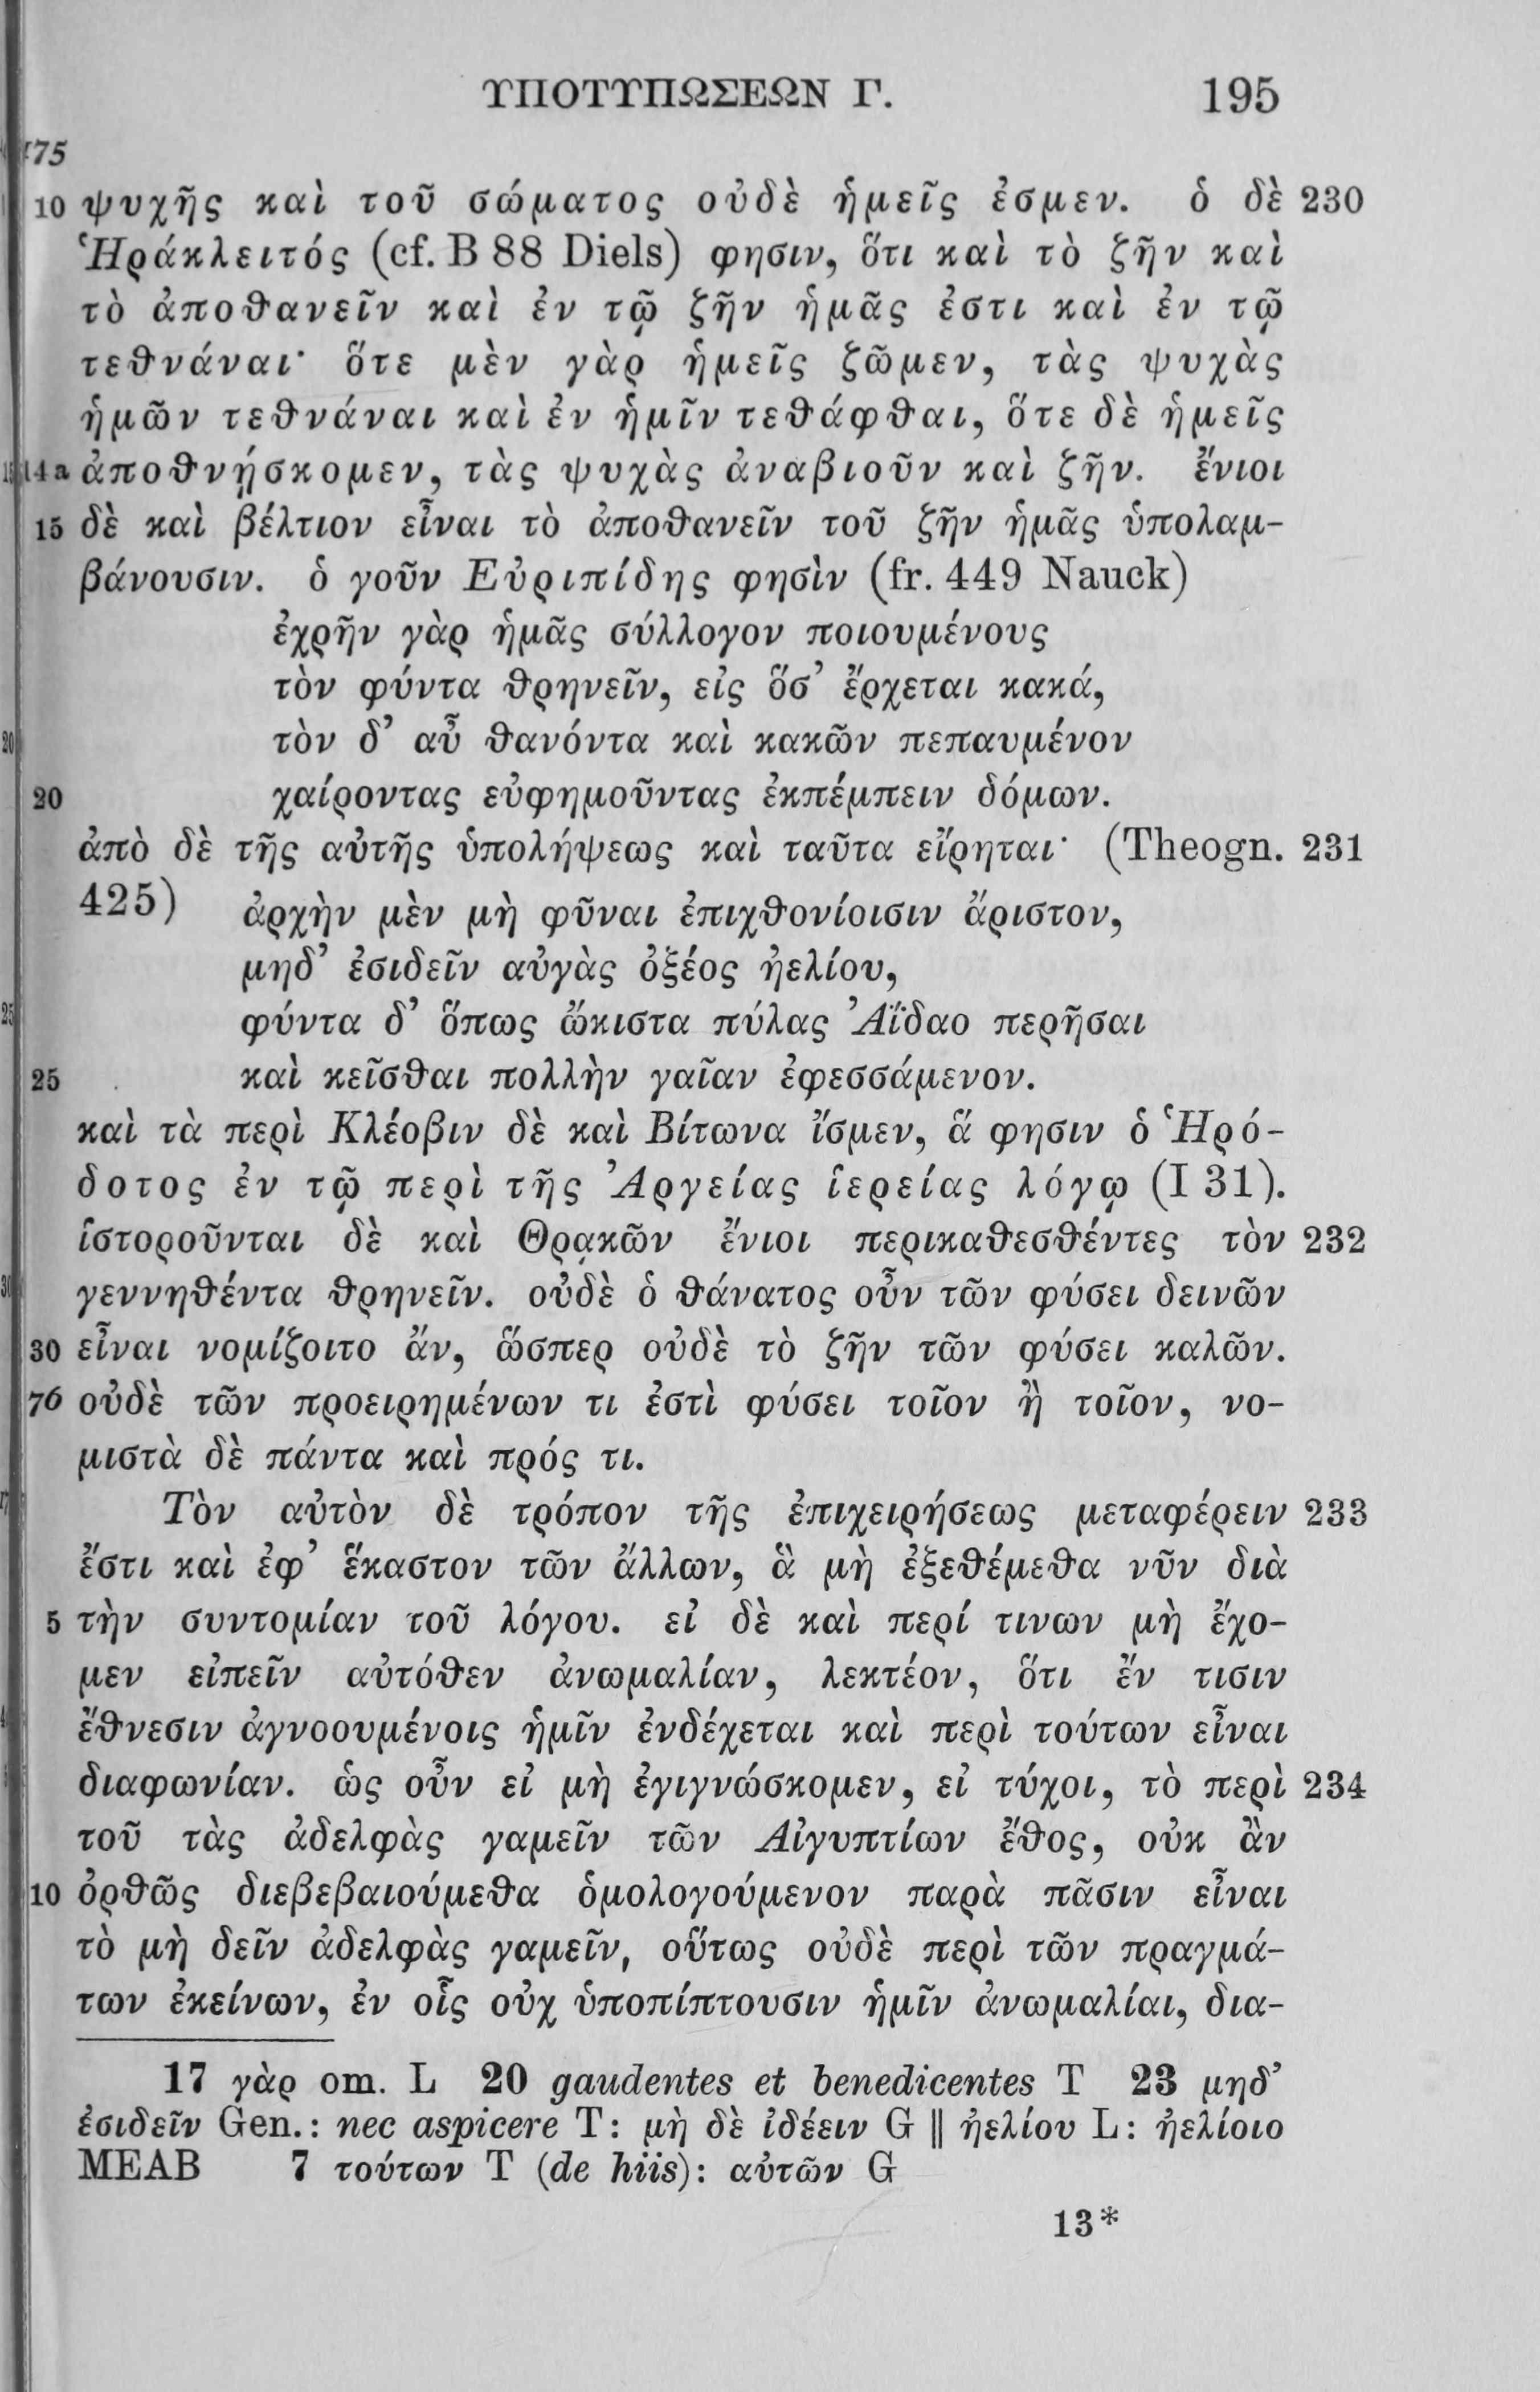 ΥΠΟΤΥΠΩΣΕΩΝ Γ. 195
175
10 ψυχῆς καὶ τοῦ σώματος οὐδὲ ἡμεῖς ἐσμεν. ὁ δὲ 230
Ἡράκλειτός (cf. B 88 Diels) φησιν, ὅτι καὶ τὸ ζῆν καὶ
τὸ ἀποθανεῖν καὶ ἐν τῷ ζῆν ἡμᾶς ἐστι καὶ ἐν τῷ
τεθνάναι· ὅτε μὲν γὰρ ἡμεῖς ζῶμεν, τὰς ψυχὰς
ἡμῶν τεθνάναι καὶ ἐν ἡμῖν τεθάφθαι, ὅτε δὲ ἡμεῖς
14a ἀποθνῄσκομεν, τὰς ψυχὰς ἀναβιοῦν καὶ ζῆν. ἔνιοι
15 δὲ καὶ βέλτιον εἶναι τὸ ἀποθανεῖν τοῦ ζῆν ἡμᾶς ὑπολαμ-
βάνουσιν. ὁ γοῦν Εὐριπίδης φησὶν (fr. 449 Nauck)
ἐχρῆν γὰρ ἡμᾶς σύλλογον ποιουμένους
τὸν φύντα θρηνεῖν, εἰς ὅσ’ ἔρχεται κακά,
20 τὸν δ’ αὖ θανόντα καὶ κακῶν πεπαυμένον
20 χαίροντας εὐφημοῦντας ἐκπέμπειν δόμων.
ἀπὸ δὲ τῆς αὐτῆς ὑπολήψεως καὶ ταῦτα εἴρηται· (Theogn. 231
425) ἀρχὴν μὲν μὴ φῦναι ἐπιχθονίοισιν ἄριστον,
μηδ’ ἐσιδεῖν αὐγὰς ὀξέος ἠελίου,
25 φύντα δ’ ὅπως ὤκιστα πύλας Ἀΐδαο περῆσαι
25 καὶ κεῖσθαι πολλὴν γαῖαν ἐφεσσάμενον.
καὶ τὰ περὶ Κλέοβιν δὲ καὶ Βίτωνα ἴσμεν, ἅ φησιν ὁ Ἡρό-
δοτος ἐν τῷ περὶ τῆς Ἀργείας ἱερείας λόγῳ (I 31).
ἱστοροῦνται δὲ καὶ Θρᾳκῶν ἔνιοι περικαθεσθέντες τὸν 232
30 γεννηθέντα θρηνεῖν. οὐδὲ ὁ θάνατος οὖν τῶν φύσει δεινῶν
30 εἶναι νομίζοιτο ἄν, ὥσπερ οὐδὲ τὸ ζῆν τῶν φύσει καλῶν.
76 οὐδὲ τῶν προειρημένων τι ἐστὶ φύσει τοῖον ἢ τοῖον, νο-
μιστὰ δὲ πάντα καὶ πρός τι.
Τὸν αὐτὸν δὲ τρόπον τῆς ἐπιχειρήσεως μεταφέρειν 233
ἔστι καὶ ἐφ’ ἕκαστον τῶν ἄλλων, ἃ μὴ ἐξεθέμεθα νῦν διὰ
5 τὴν συντομίαν τοῦ λόγου. εἰ δὲ καὶ περί τινων μὴ ἔχο-
μεν εἰπεῖν αὐτόθεν ἀνωμαλίαν, λεκτέον, ὅτι ἔν τισιν
ἔθνεσιν ἀγνοουμένοις ἡμῖν ἐνδέχεται καὶ περὶ τούτων εἶναι
διαφωνίαν. ὡς οὖν εἰ μὴ ἐγιγνώσκομεν, εἰ τύχοι, τὸ περὶ 234
τοῦ τὰς ἀδελφὰς γαμεῖν τῶν Αἰγυπτίων ἔθος, οὐκ ἂν
10 ὀρθῶς διεβεβαιούμεθα ὁμολογούμενον παρὰ πᾶσιν εἶναι
τὸ μὴ δεῖν ἀδελφὰς γαμεῖν, οὕτως οὐδὲ περὶ τῶν πραγμά-
των ἐκείνων, ἐν οἷς οὐχ ὑποπίπτουσιν ἡμῖν ἀνωμαλίαι, δια-
17 γὰρ om. L 20 gaudentes et benedicentes T 23 μηδ’
ἐσιδεῖν Gen.: nec aspicere T: μὴ δὲ ἰδέειν G ‖ ἠελίου L: ἠελίοιο
MEAB 7 τούτων T (de hiis): αὐτῶν G
13*